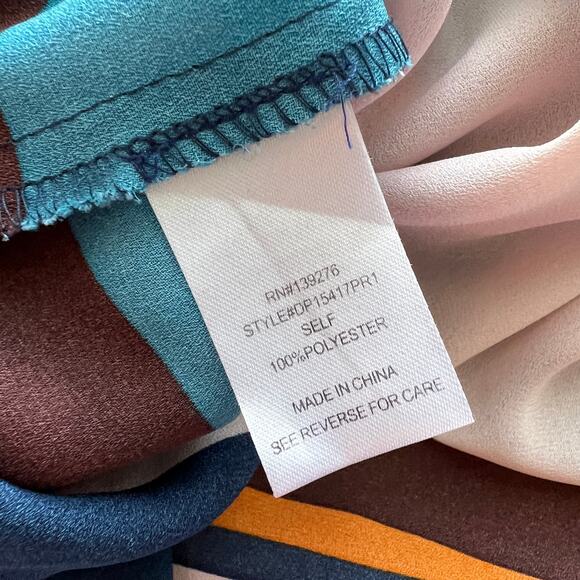 RN#139276
STYLE#DP15417PR1
SELF
100%POLYESTER
MADE IN CHINA
SEE REVERSE FOR CARE